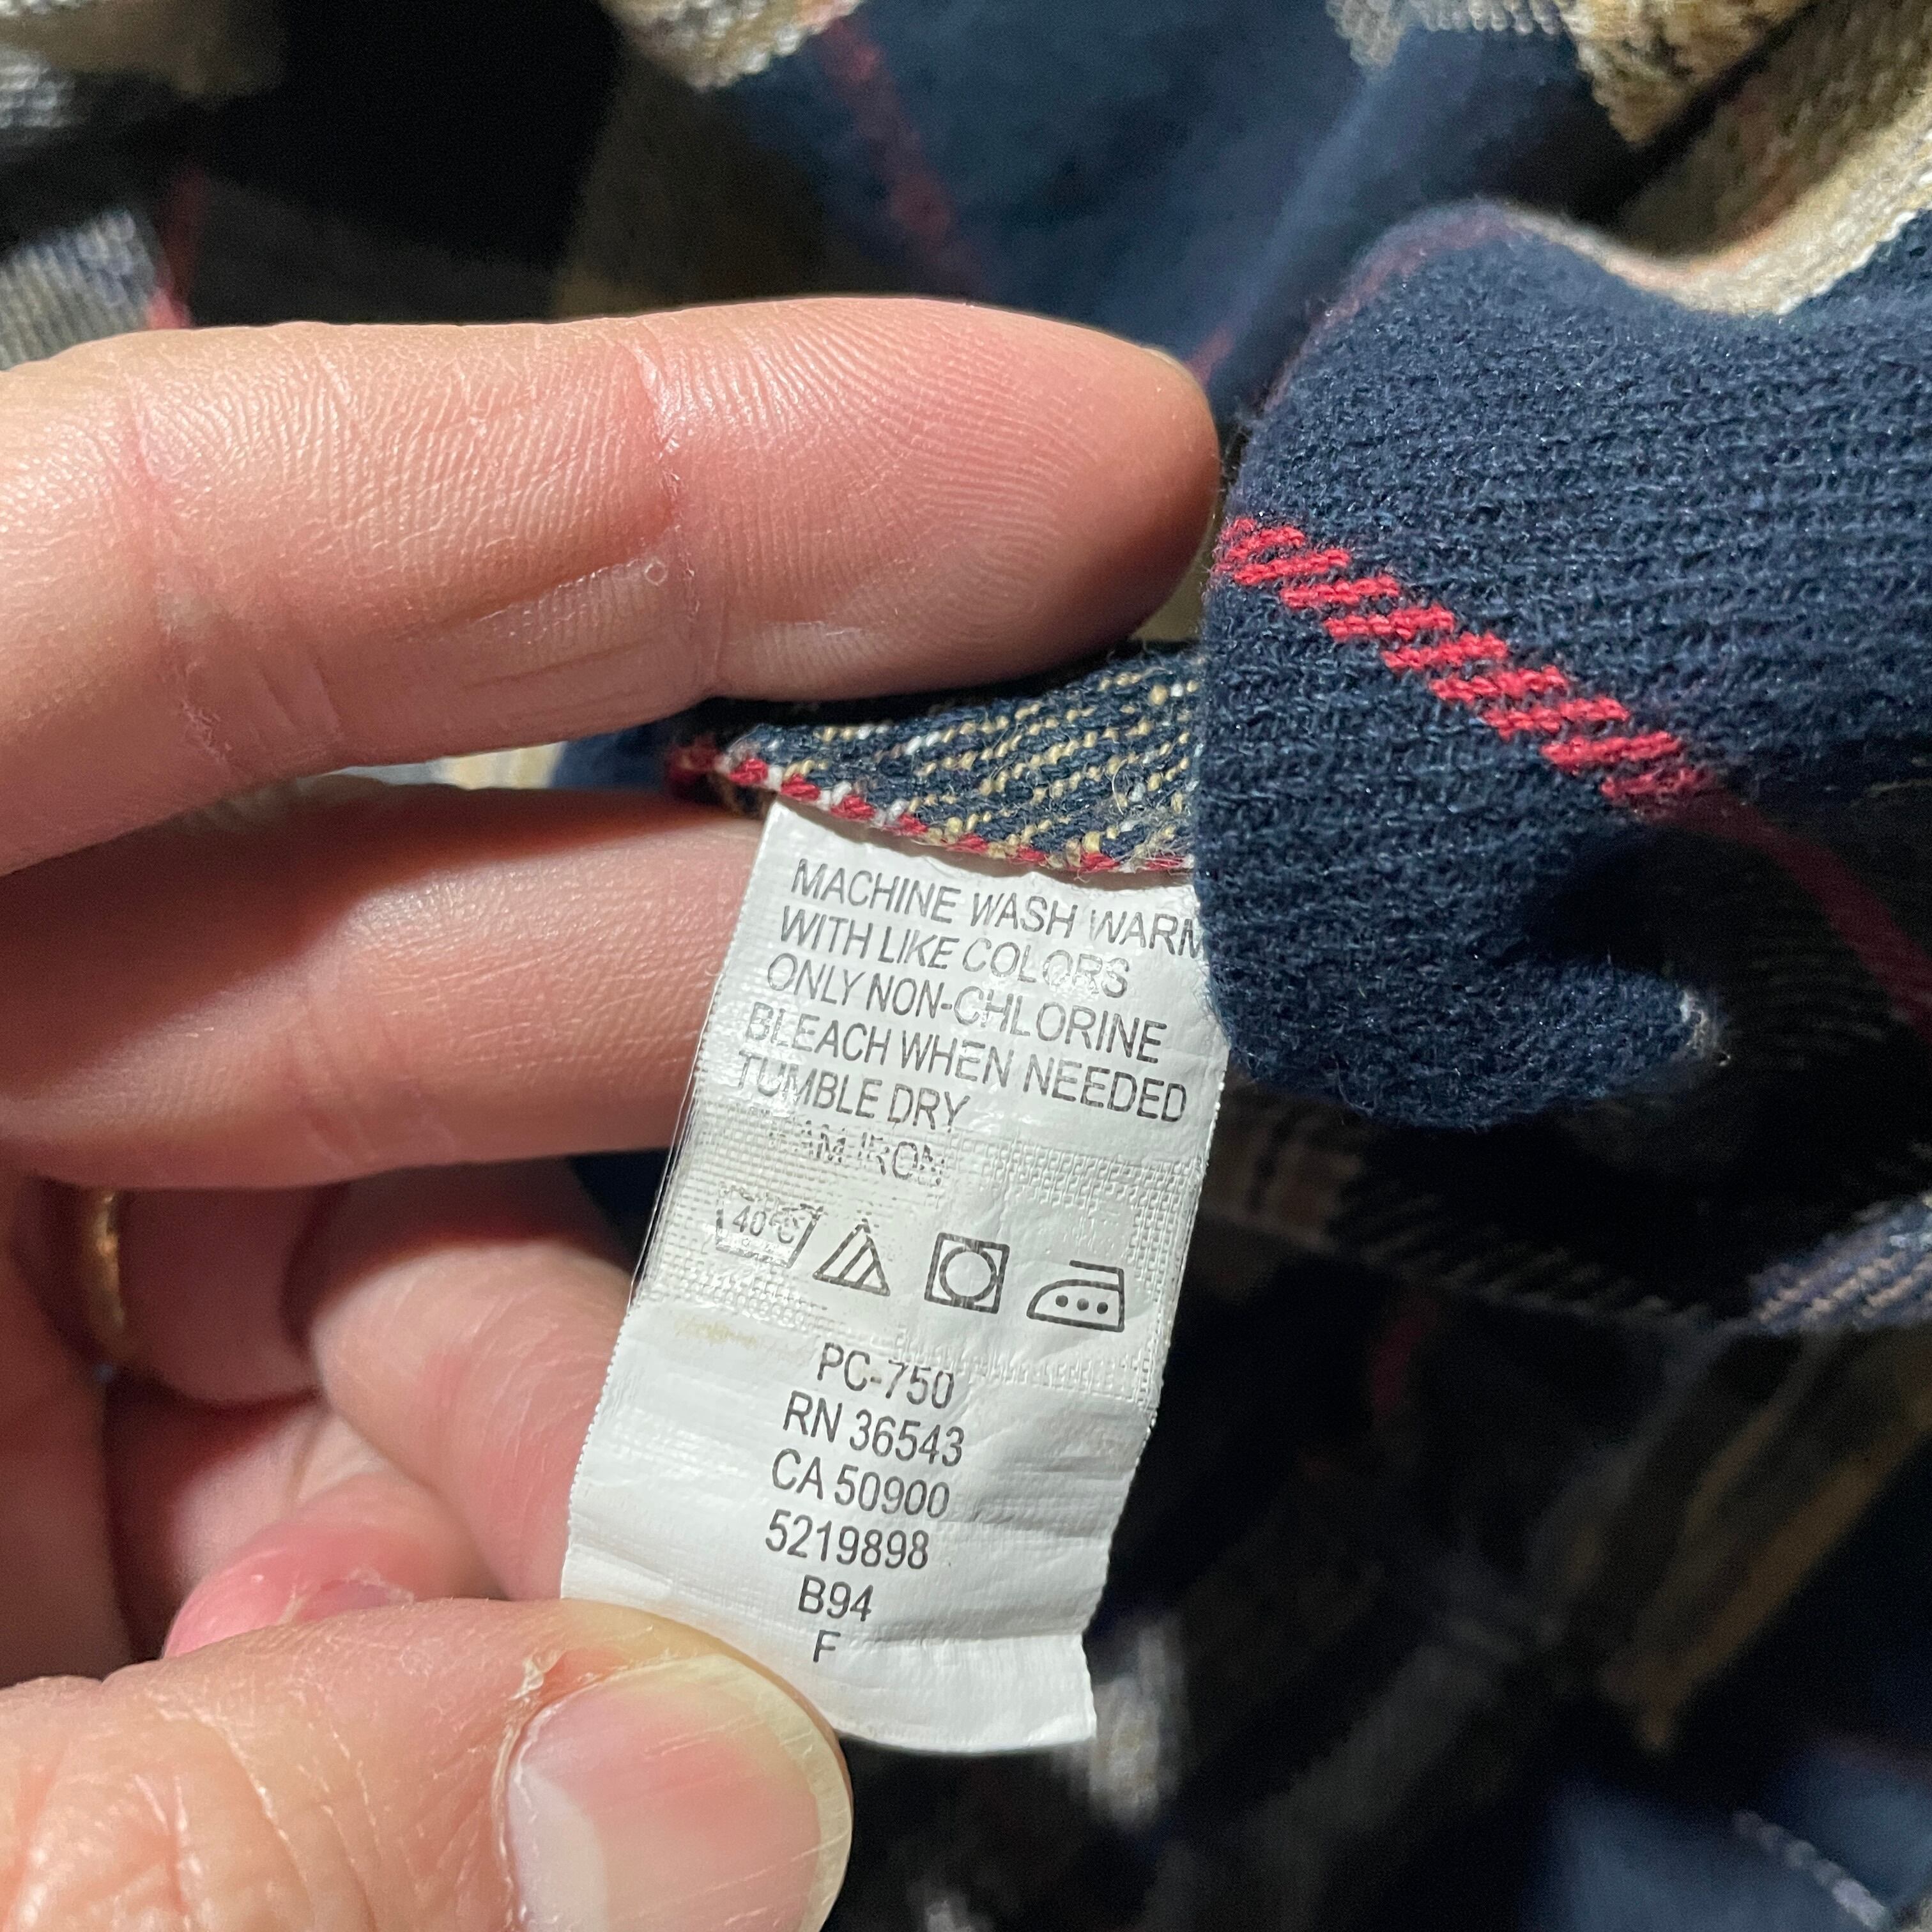 MACHINE WASH WARM
WITH LIKE COLORS
ONLY NON-CHLORINE
BLEACH WHEN NEEDED
TUMBLE DRY
IRON
40°C
PC-750
RN 36543
CA 50900
5219898
B94
F